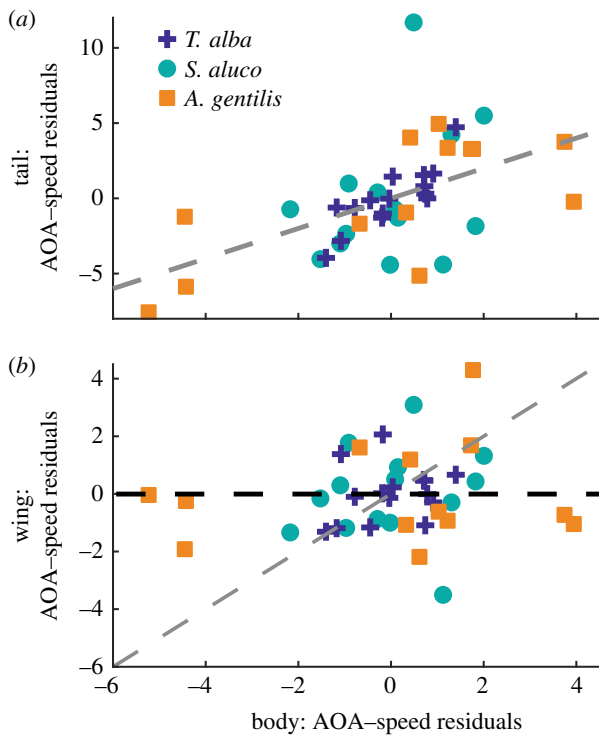 (a)
T. alba
S. aluco
A. gentilis
10
5
0
–5
tail:
AOA–speed residuals
(b)
4
2
0
–2
–4
–6
wing:
AOA–speed residuals
–6 –4 –2 0 2 4
body: AOA–speed residuals